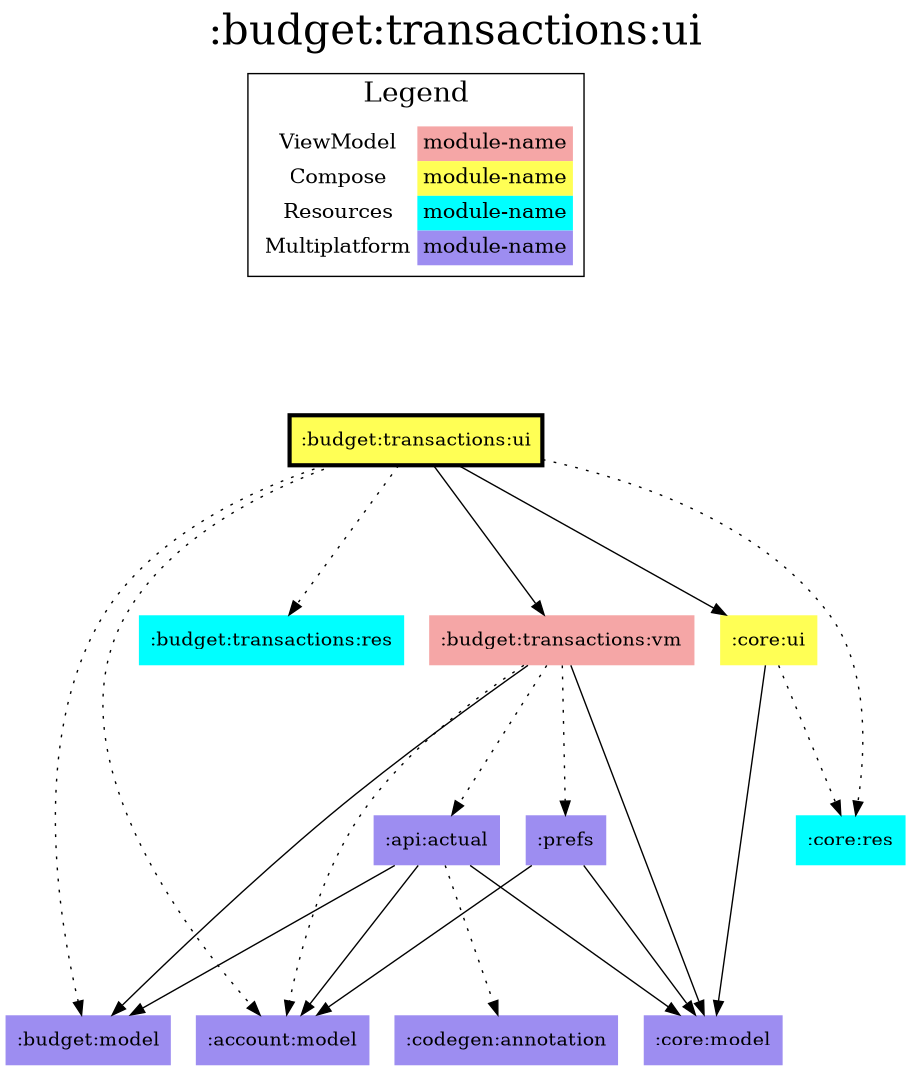 :budget:transactions:ui
Legend
ViewModel module-name
Compose module-name
Resources module-name
Multiplatform module-name
:budget:transactions:ui
:budget:transactions:res :budget:transactions:vm :core:ui
:api:actual :prefs :core:res
:budget:model :account:model :codegen:annotation :core:model